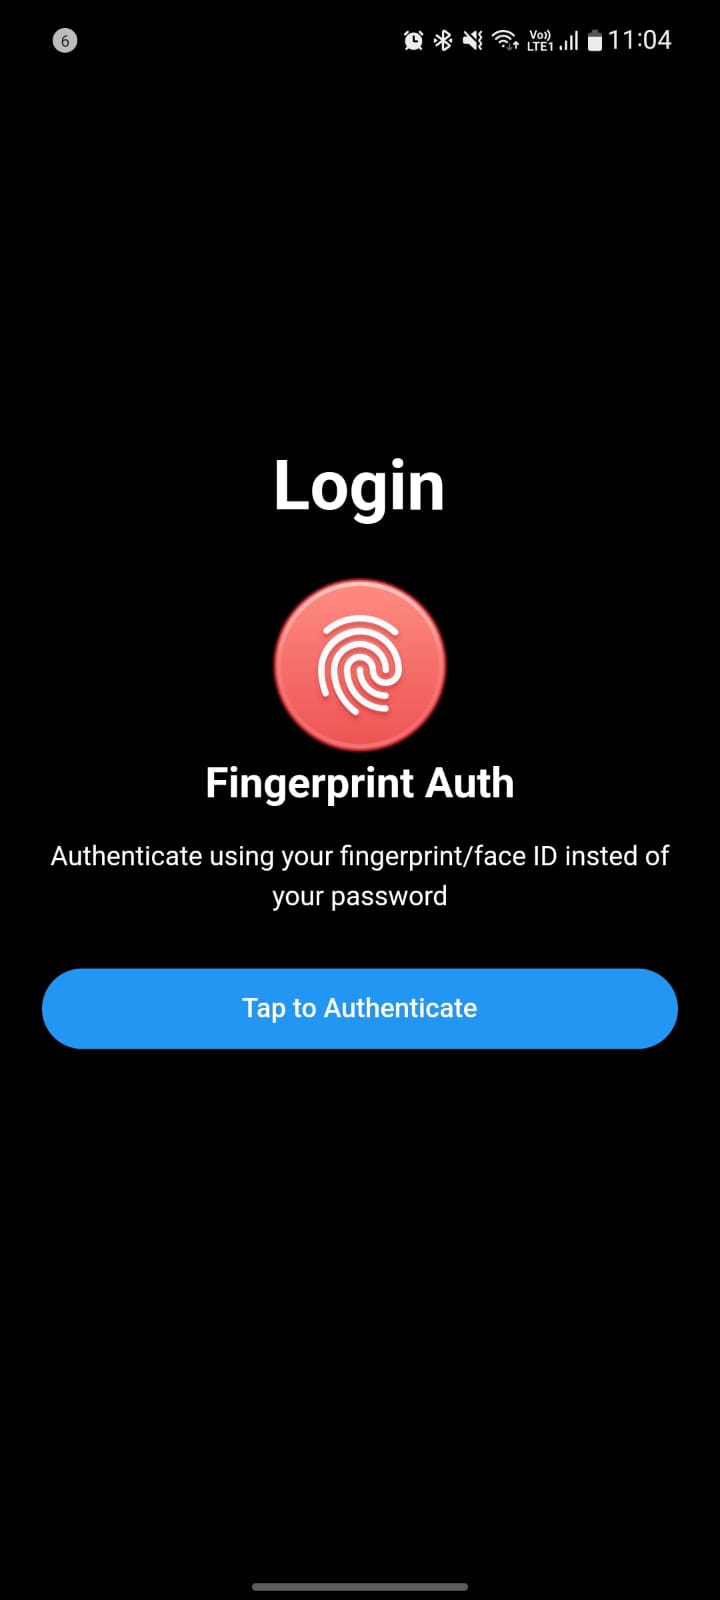 6
Vo)) LTE1 11:04
Login
Fingerprint Auth
Authenticate using your fingerprint/face ID insted of
your password
Tap to Authenticate